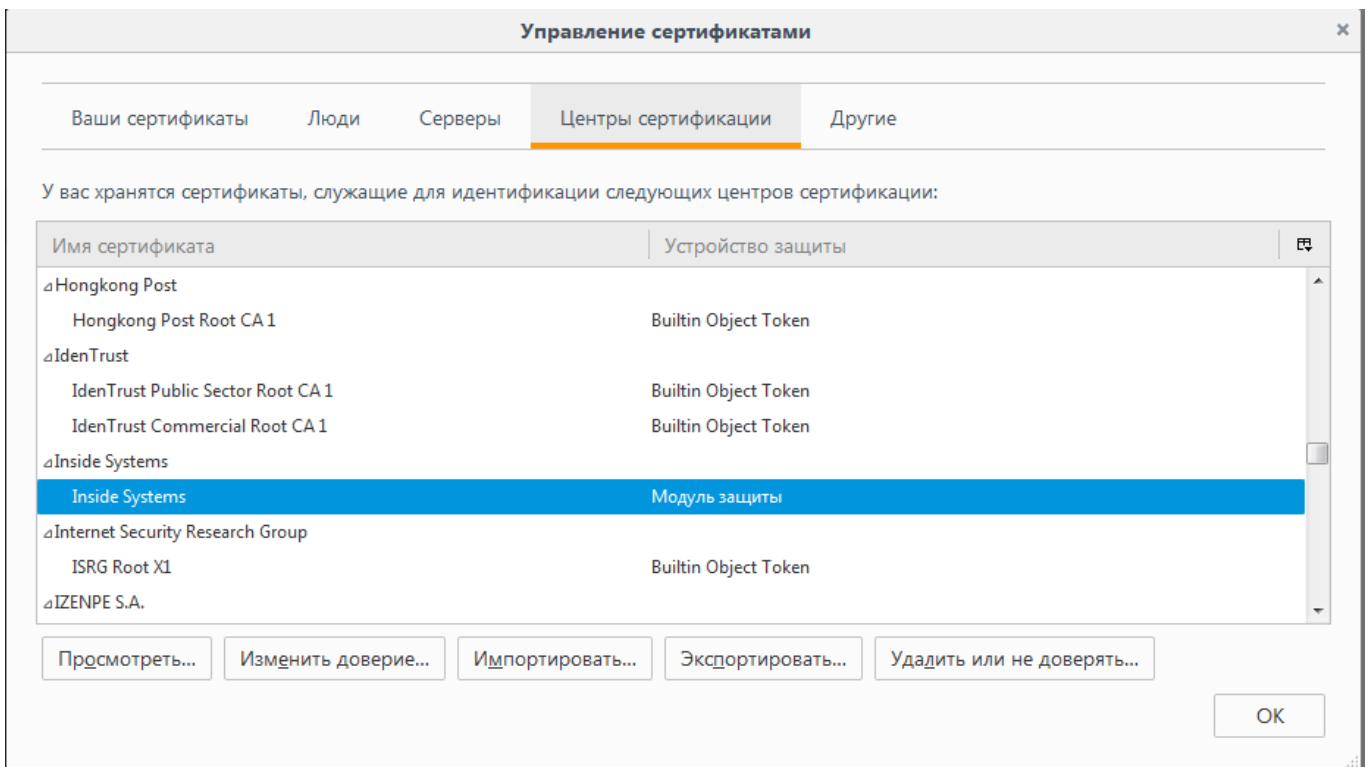 Управление сертификатами
Ваши сертификаты Люди Серверы Центры сертификации Другие
У вас хранятся сертификаты, служащие для идентификации следующих центров сертификации:
Имя сертификата Устройство защиты
Hongkong Post
Hongkong Post Root CA 1 Builtin Object Token
IdenTrust
IdenTrust Public Sector Root CA 1 Builtin Object Token
IdenTrust Commercial Root CA 1 Builtin Object Token
Inside Systems
Inside Systems Модуль защиты
Internet Security Research Group
ISRG Root X1 Builtin Object Token
IZENPE S.A.
Просмотреть... Изменить доверие... Импортировать... Экспортировать... Удалить или не доверять...
OK